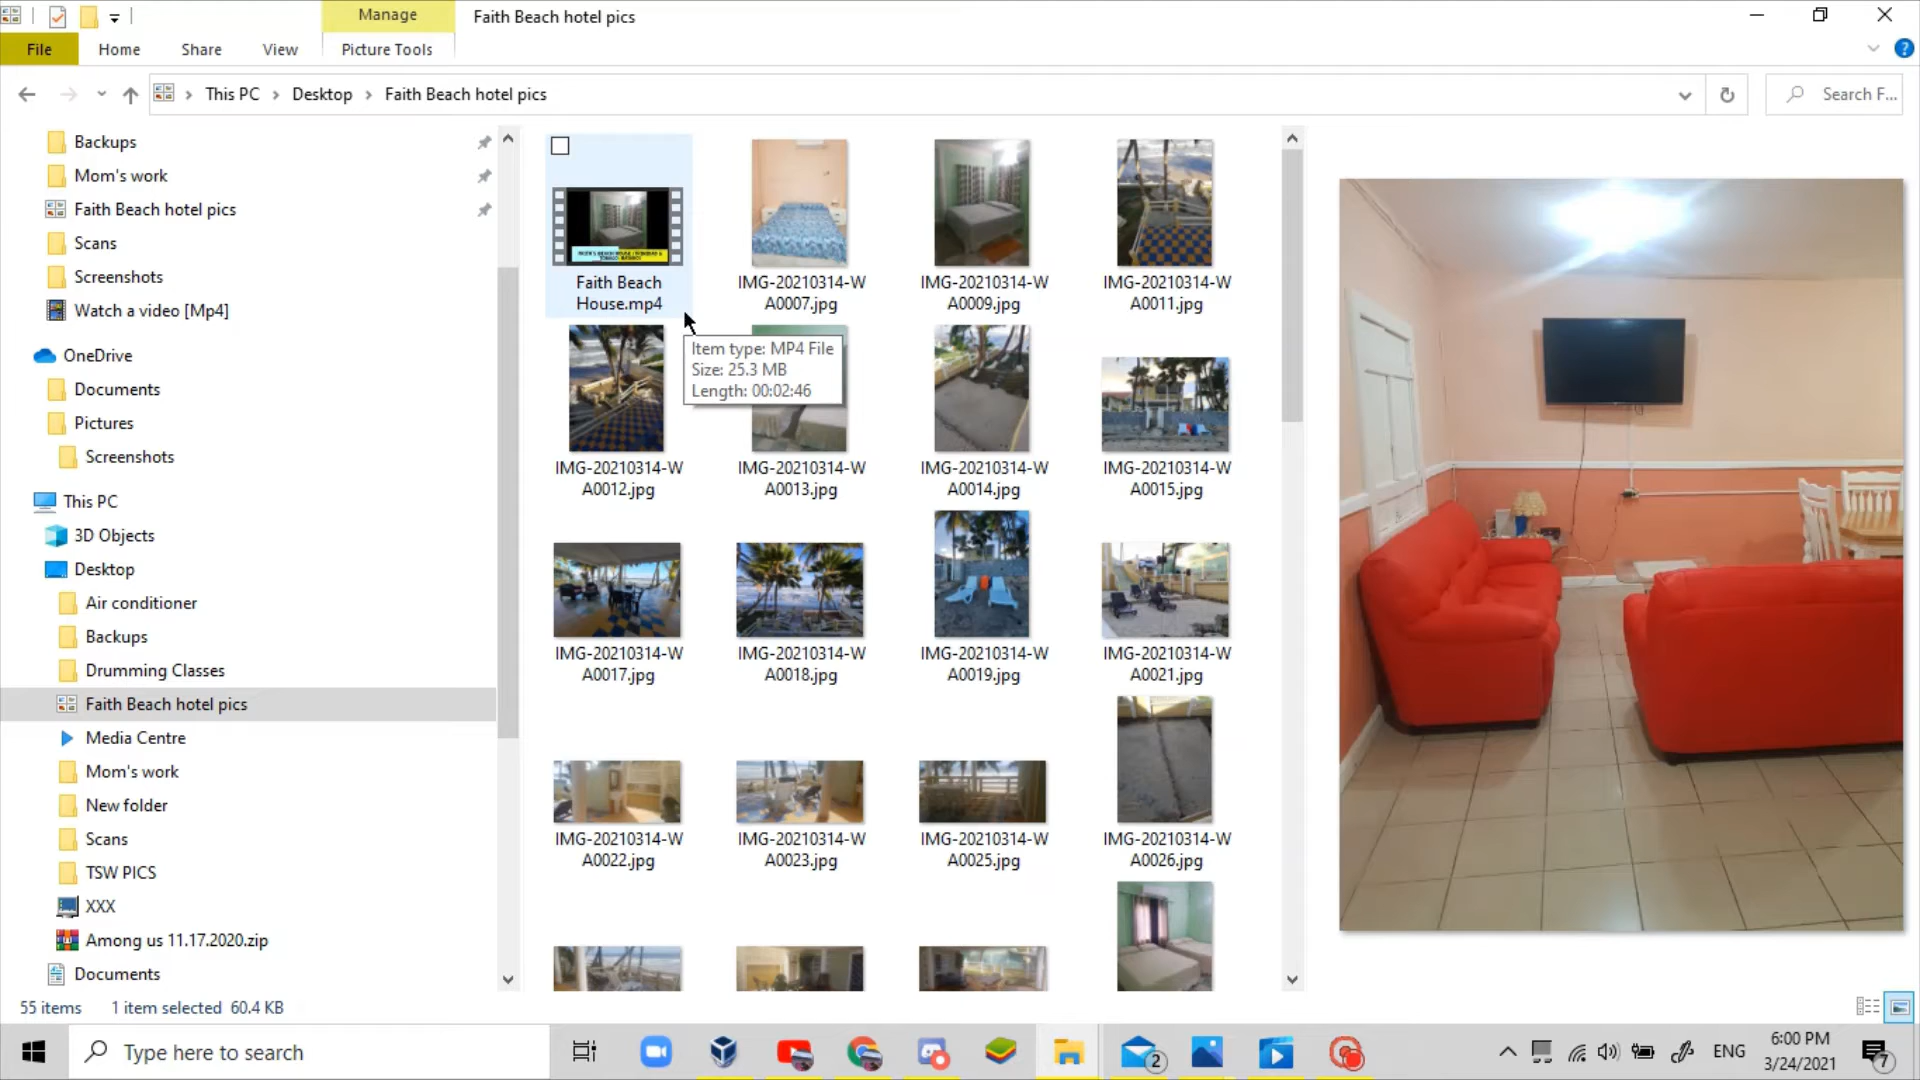 Manage
Faith Beach hotel pics
File
Home
Share
View
Picture Tools
This PC
Desktop
Faith Beach hotel pics
Search F...
Backups
Mom's work
Faith Beach hotel pics
Scans
Screenshots
Watch a video [Mp4]
OneDrive
Documents
Pictures
Screenshots
This PC
3D Objects
Desktop
Air conditioner
Backups
Drumming Classes
Faith Beach hotel pics
Media Centre
Mom's work
New folder
Scans
TSW PICS
XXX
Among us 11.17.2020.zip
Documents
Faith Beach
House.mp4
IMG-20210314-W
A0007.jpg
IMG-20210314-W
A0009.jpg
IMG-20210314-W
A0011.jpg
Item type: MP4 File
Size: 25.3 MB
Length: 00:02:46
IMG-20210314-W
A0012.jpg
IMG-20210314-W
A0013.jpg
IMG-20210314-W
A0014.jpg
IMG-20210314-W
A0015.jpg
IMG-20210314-W
A0017.jpg
IMG-20210314-W
A0018.jpg
IMG-20210314-W
A0019.jpg
IMG-20210314-W
A0021.jpg
IMG-20210314-W
A0022.jpg
IMG-20210314-W
A0023.jpg
IMG-20210314-W
A0025.jpg
IMG-20210314-W
A0026.jpg
55 items
1 item selected 60.4 KB
Type here to search
2
ENG
6:00 PM
3/24/2021
7